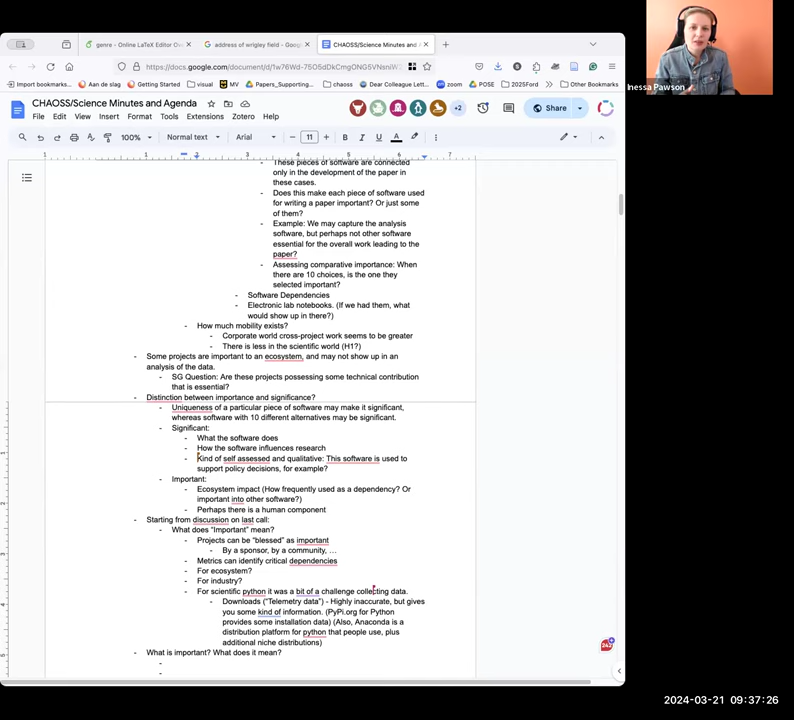 genre - Online LaTeX Editor Ov
address of wrigley field - Goog
CHAOSS/Science Minutes and A
https://docs.google.com/document/d/1w76Wd-75O5dDkCmgONG5VNsniW
Import bookmarks...
Aan de slag
Getting Started
visual
MV
Papers_Supporting...
chaoss
Dear Colleague Lett
zoom
POSE
2025Ford
Other Bookmarks
CHAOSS/Science Minutes and Agenda
File Edit View Insert Format Tools Extensions Zotero Help
+2
Share
100%
Normal text
Arial
11
B I U A
Inessa Pawson
These pieces of software are connected
only in the development of the paper in
these cases.
- Does this make each piece of software used
for writing a paper important? Or just some
of them?
- Example: We may capture the analysis
software, but perhaps not other software
essential for the overall work leading to the
paper?
- Assessing comparative importance: When
there are 10 choices, is the one they
selected important?
- Software Dependencies
- Electronic lab notebooks. (If we had them, what
would show up in there?)
- How much mobility exists?
- Corporate world cross-project work seems to be greater
- There is less in the scientific world (H1?)
- Some projects are important to an ecosystem, and may not show up in an
analysis of the data.
- SG Question: Are these projects possessing some technical contribution
that is essential?
- Distinction between importance and significance?
- Uniqueness of a particular piece of software may make it significant,
whereas software with 10 different alternatives may be significant.
- Significant:
- What the software does
- How the software influences research
- Kind of self assessed and qualitative: This software is used to
support policy decisions, for example?
- Important:
- Ecosystem impact (How frequently used as a dependency? Or
important into other software?)
- Perhaps there is a human component
- Starting from discussion on last call:
- What does "Important" mean?
- Projects can be "blessed" as important
- By a sponsor, by a community, ...
- Metrics can identify critical dependencies
- For ecosystem?
- For industry?
- For scientific python it was a bit of a challenge collecting data.
- Downloads ("Telemetry data") - Highly inaccurate, but gives
you some kind of information. (PyPi.org for Python
provides some installation data) (Also, Anaconda is a
distribution platform for python that people use, plus
additional niche distributions)
- What is important? What does it mean?
-
-
2024-03-21 09:37:26